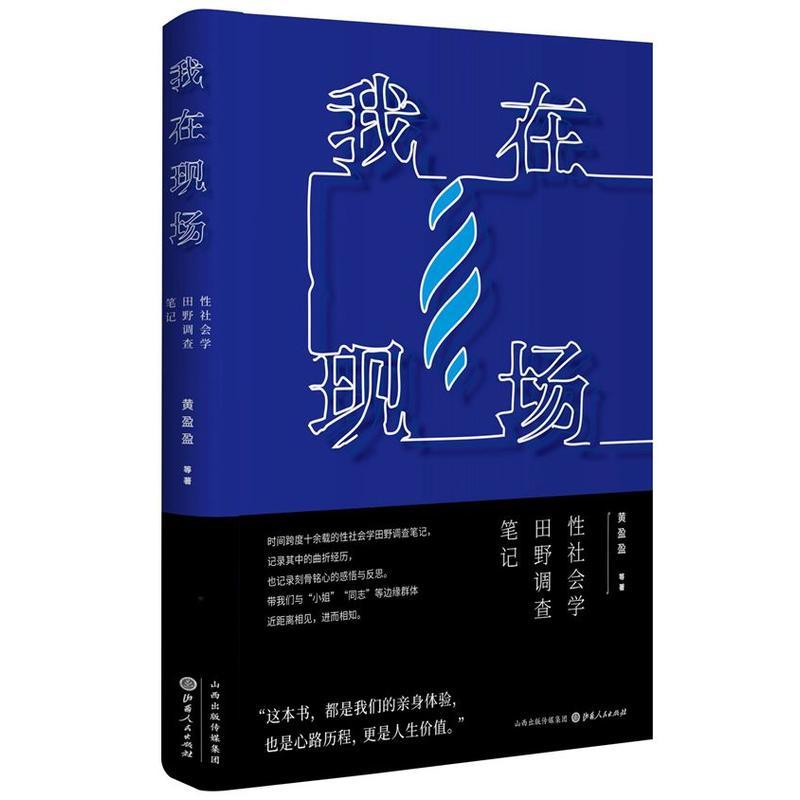 我在现场
性社会学
田野调查
笔记
黄盈盈 等著
山西出版传媒集团
山西人民出版社
我在
现场
性社会学
田野调查
笔记
黄盈盈 等著
时间跨度十余载的性社会学田野调查笔记，
记录其中的曲折经历，
也记录刻骨铭心的感悟与反思。
带我们与“小姐”“同志”等边缘群体
近距离相见，进而相知。
“这本书，都是我们的亲身体验，
也是心路历程，更是人生价值。”
山西出版传媒集团 山西人民出版社